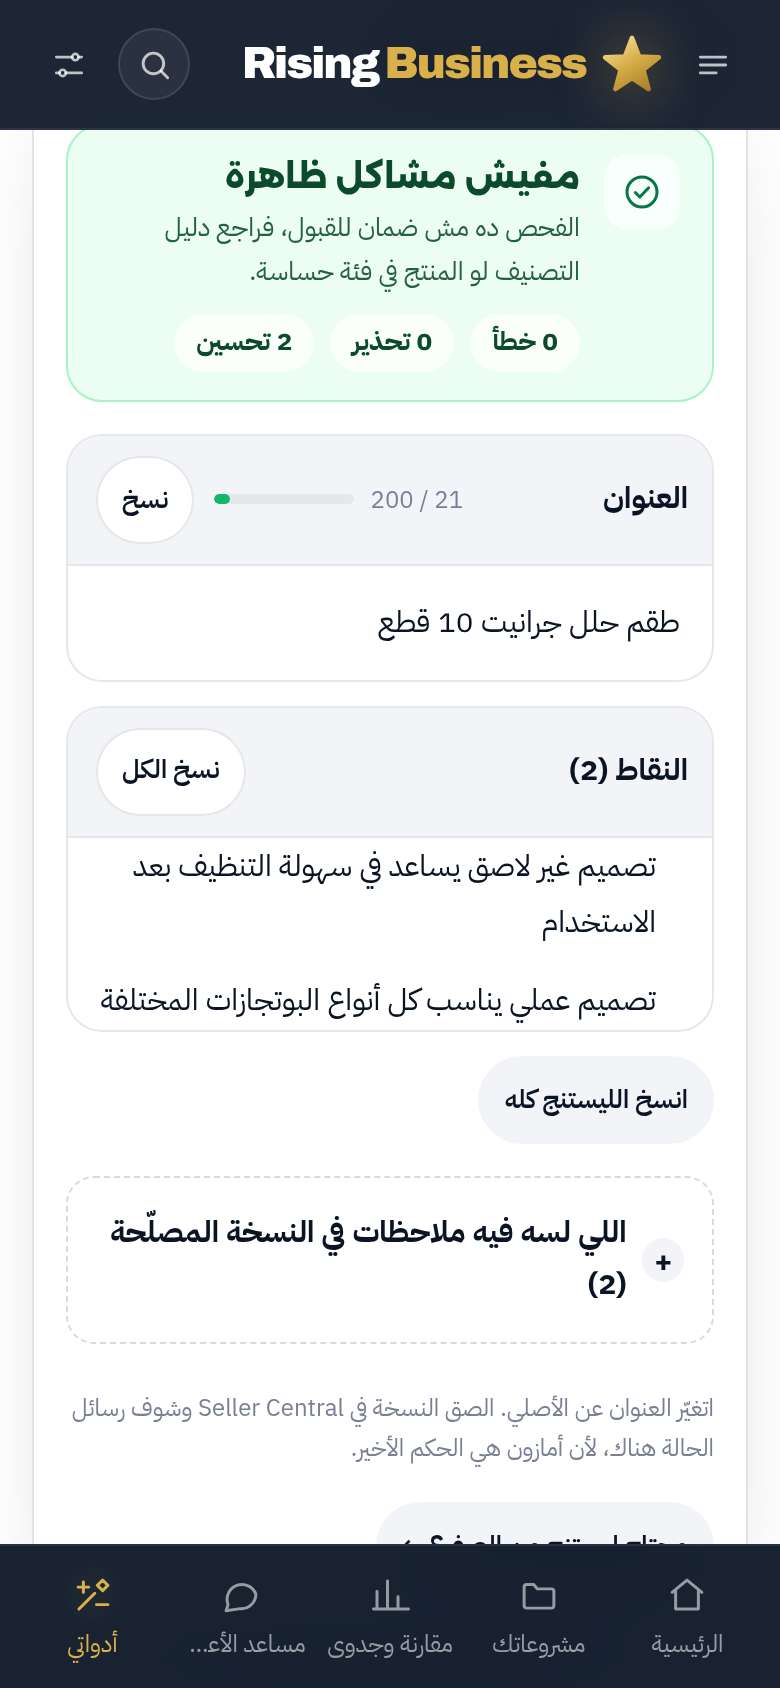 Rising Business
مفيش مشاكل ظاهرة
الفحص ده مش ضمان للقبول، فراجع دليل
التصنيف لو المنتج في فئة حساسة.
0 خطأ
0 تحذير
2 تحسين
العنوان
21 / 200
نسخ
طقم حلل جرانيت 10 قطع
النقاط (2)
نسخ الكل
تصميم غير لاصق يساعد في سهولة التنظيف بعد
الاستخدام
تصميم عملي يناسب كل أنواع البوتجازات المختلفة
انسخ الليستنج كله
+
اللي لسه فيه ملاحظات في النسخة المصلّحة
(2)
اتغيّر العنوان عن الأصلي. الصق النسخة في Seller Central وشوف رسائل
الحالة هناك، لأن أمازون هي الحكم الأخير.
الرئيسية
مشروعاتك
مقارنة وجدوى
مساعد الأعـ...
أدواتي